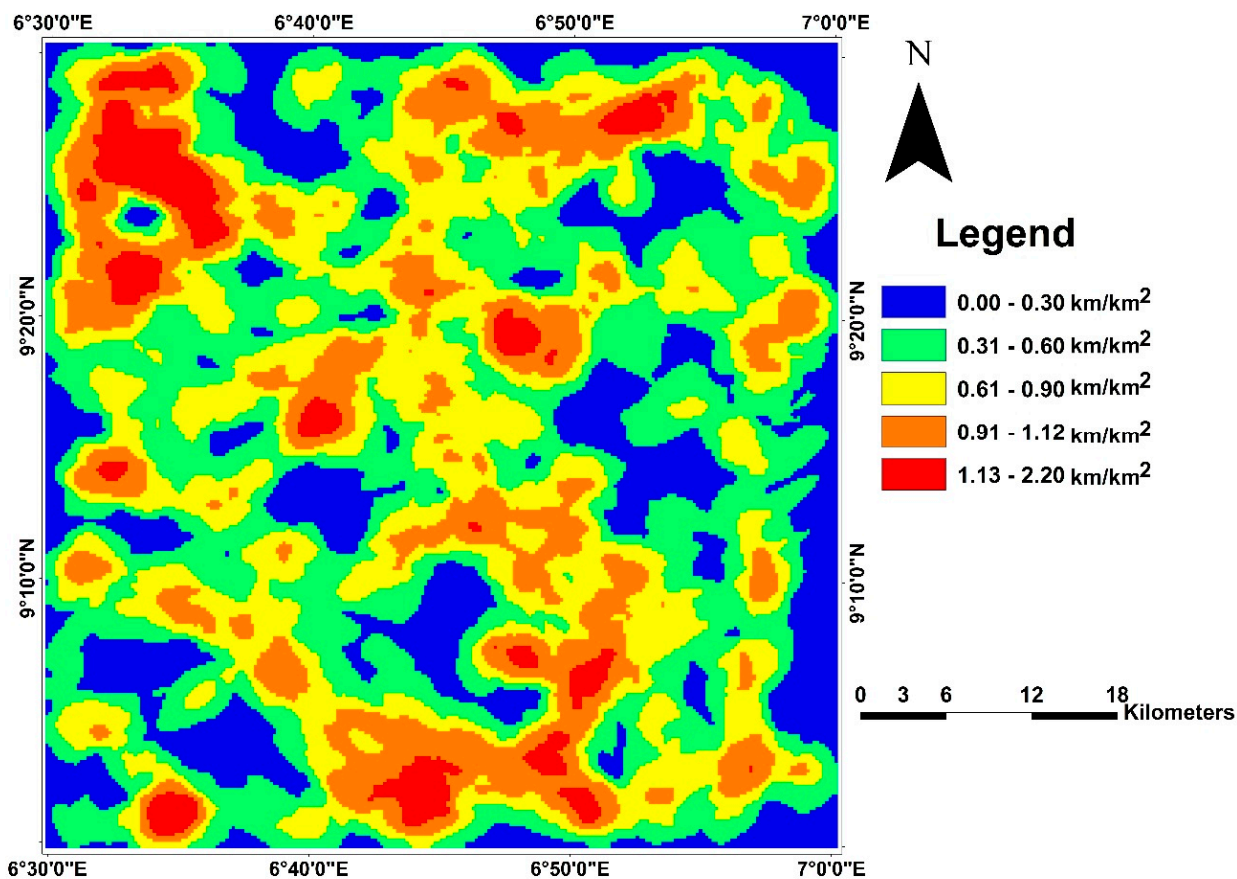 6°30'0"E 6°40'0"E 6°50'0"E 7°0'0"E
N
Legend
0.00 - 0.30 km/km²
0.31 - 0.60 km/km²
0.61 - 0.90 km/km²
0.91 - 1.12 km/km²
1.13 - 2.20 km/km²
9°20'0"N 9°20'0"N
9°10'0"N 9°10'0"N
0 3 6 12 18
Kilometers
6°30'0"E 6°40'0"E 6°50'0"E 7°0'0"E